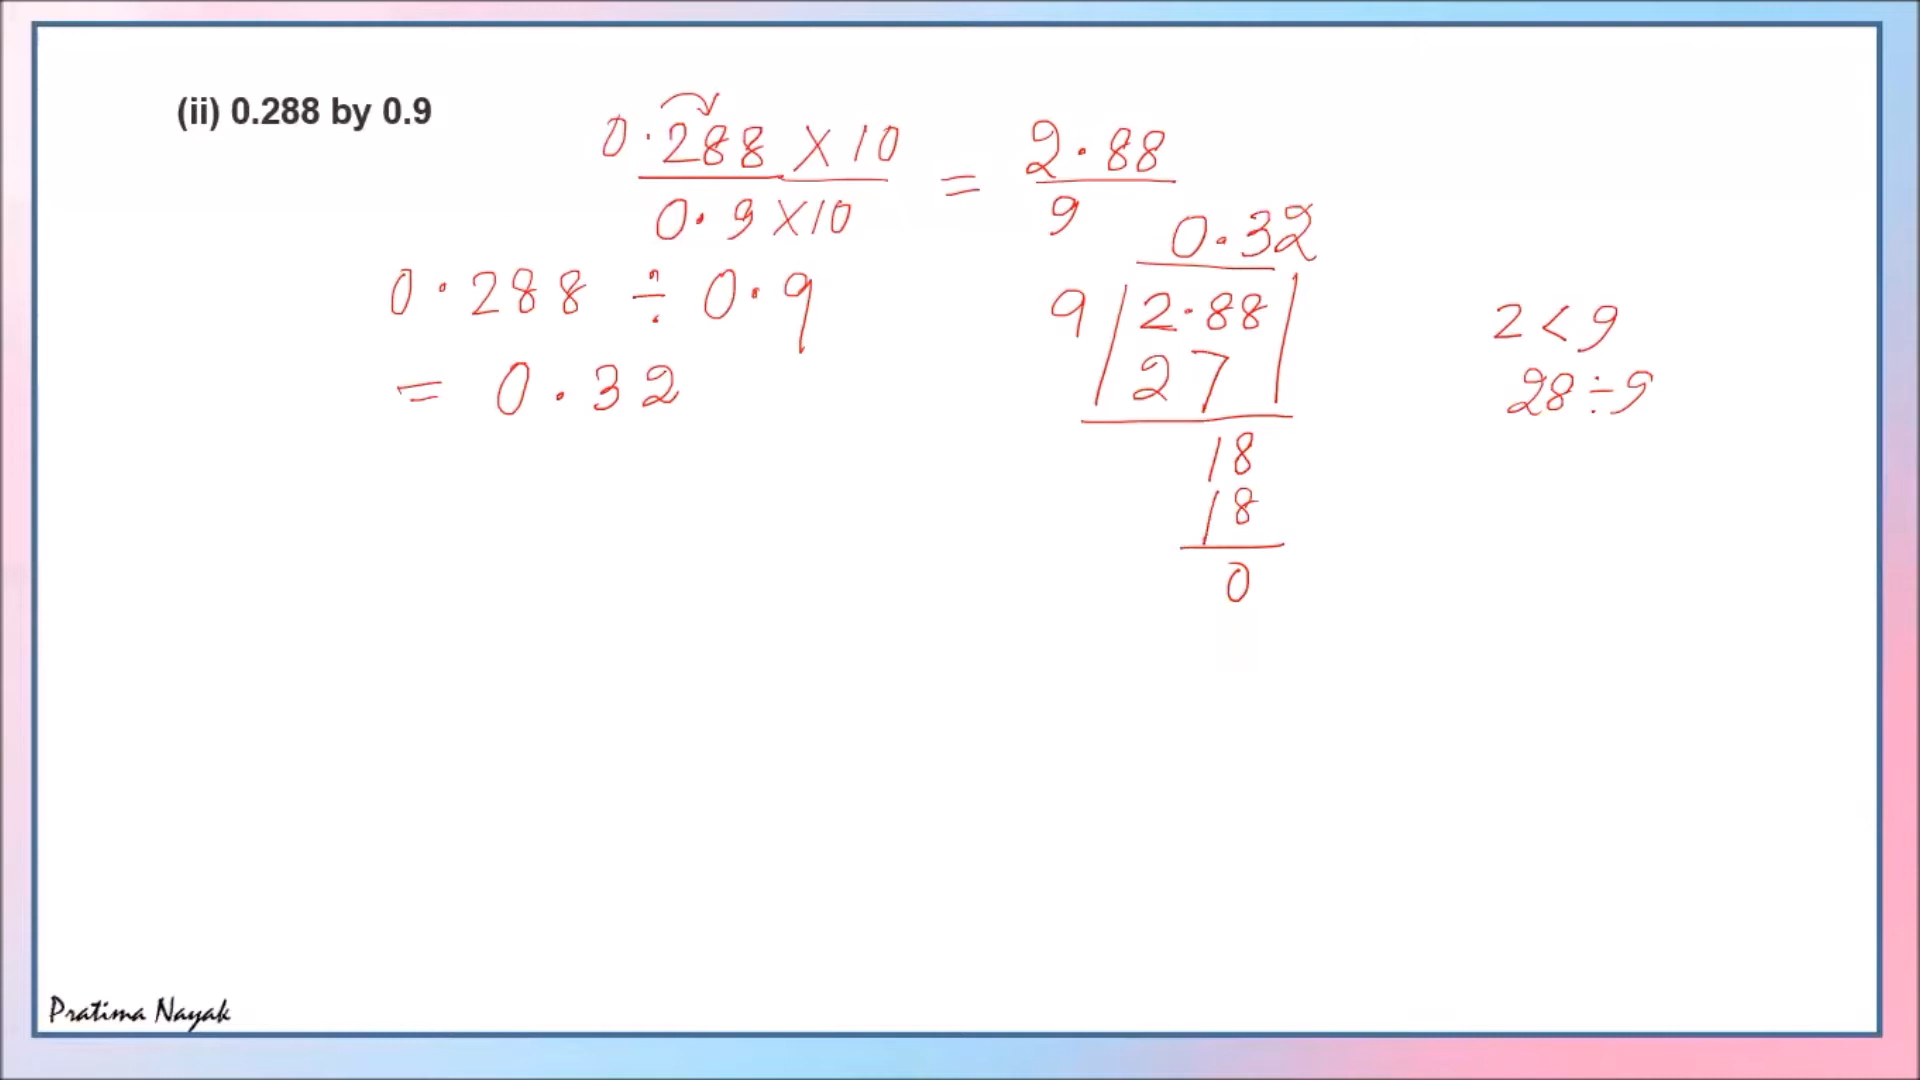 (ii) 0.288 by 0.9
0.288 × 10 = 2.88
0.9 × 10 9
0.288 ÷ 0.9
= 0.32
0.32
9 2.88
27
18
18
0
2 < 9
28 ÷ 9
Pratima Nayak